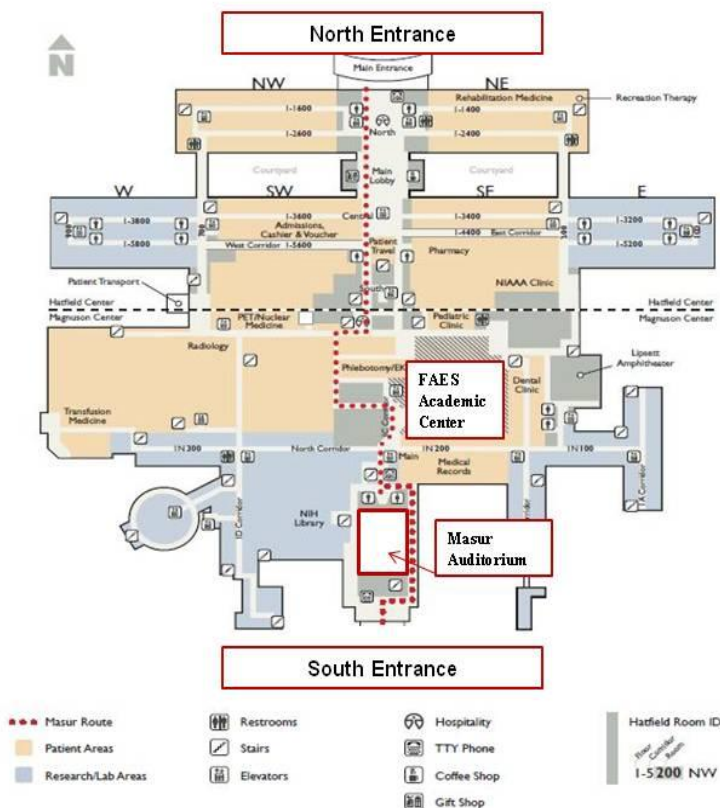 North Entrance
N
Main Entrance
NW
NE
Rehabilitation Medicine
Recreation Therapy
1-1600
1-1400
1-2600
North
1-2400
Courtyard
Main
Lobby
Courtyard
W
SW
SE
E
1-3800
1-3600
Central
1-3400
1-3200
Admissions,
Cashier & Voucher
1-4400
East Corridor
1-5800
West Corridor
1-5600
Patient
Travel
Pharmacy
1-5200
Patient Transport
South
NIAAA Clinic
Hatfield Center
Hatfield Center
Magnuson Center
PET/Nuclear
Medicine
Pediatric
Clinic
Magnuson Center
Radiology
Phlebotomy/EK
FAES
Academic
Center
Dental
Clinic
Lipsett
Amphitheater
Transfusion
Medicine
1N300
North Corridor
Main
1N200
1N100
Medical
Records
NIH
Library
Masur
Auditorium
South Entrance
Masur Route
Patient Areas
Research/Lab Areas
Restrooms
Stairs
Elevators
Hospitality
TTY Phone
Coffee Shop
Gift Shop
Hatfield Room ID
Floor
Corridor
Room
1-5200 NW